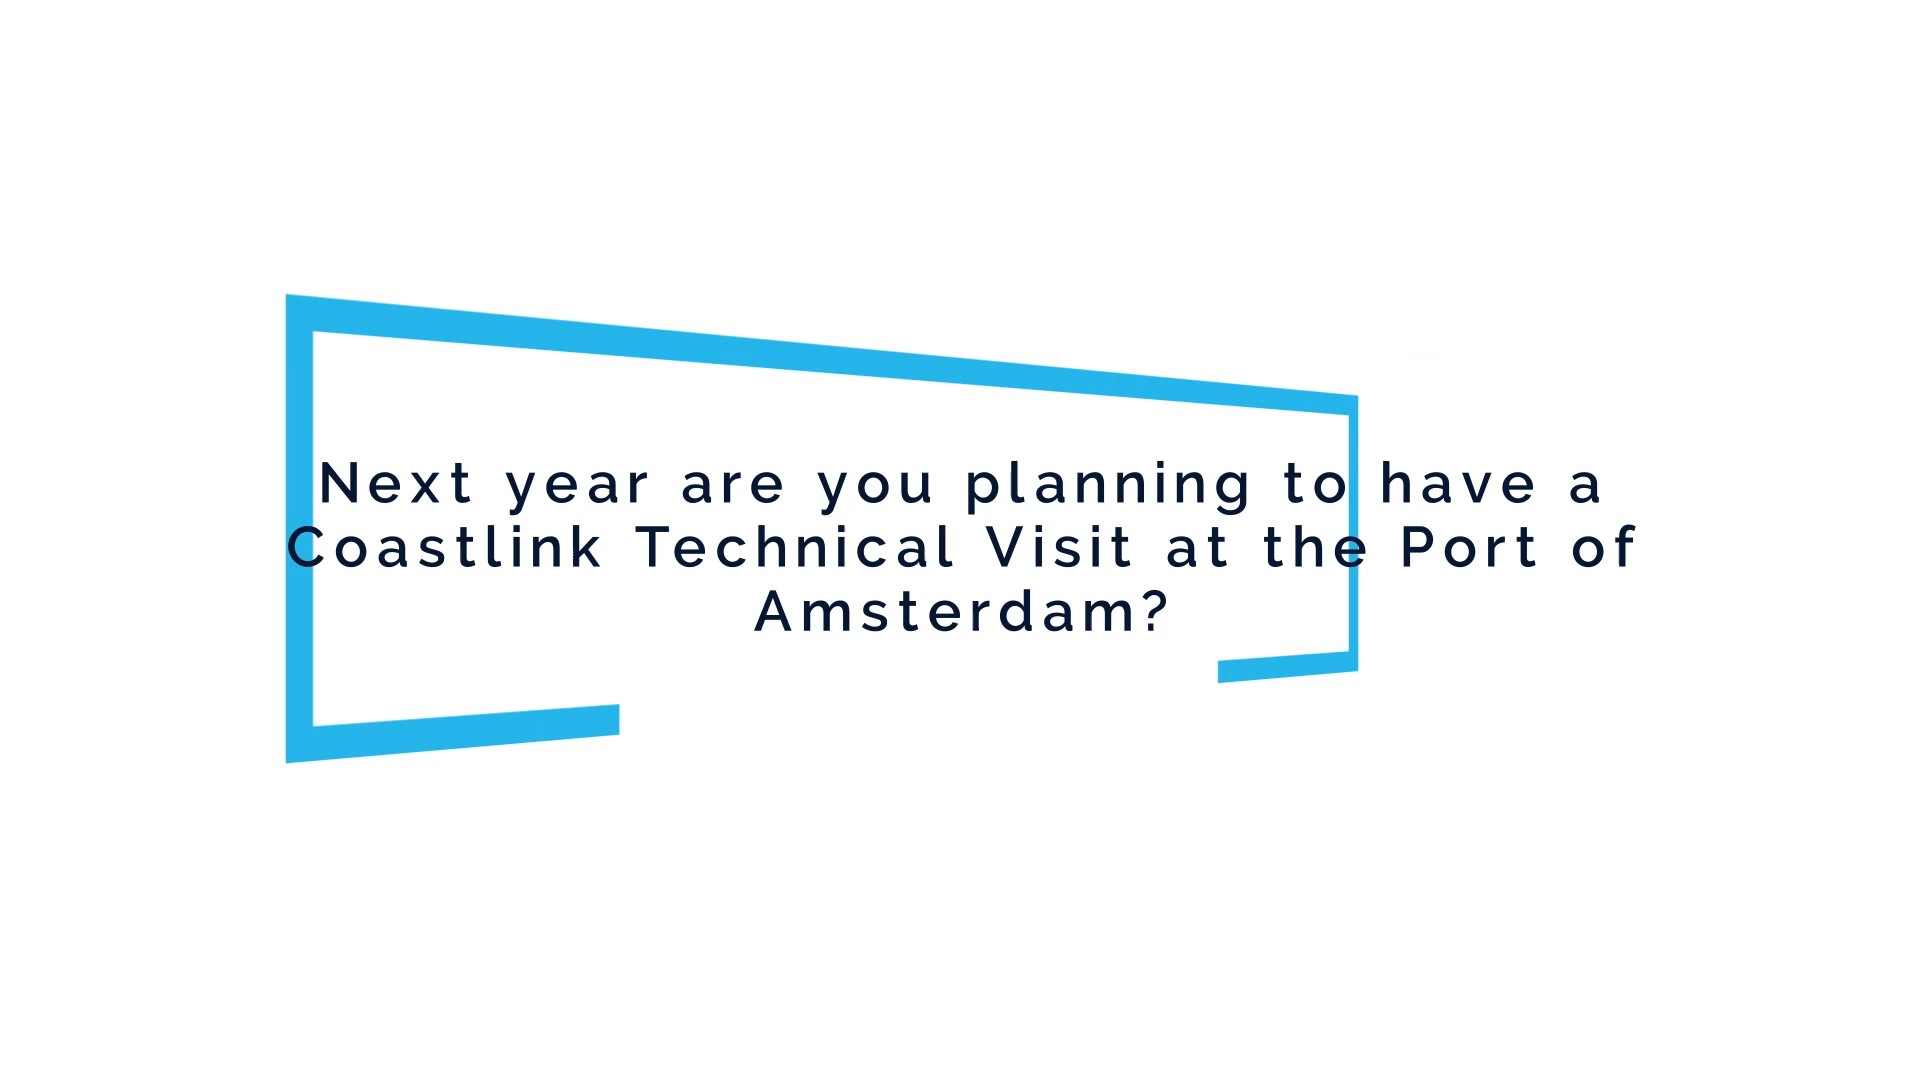 Next year are you planning to have a
Coastlink Technical Visit at the Port of
Amsterdam?